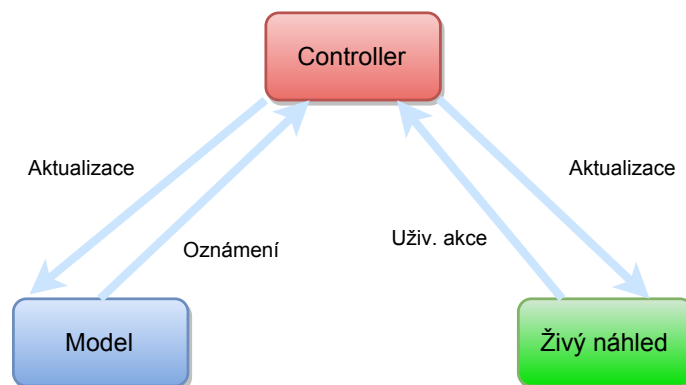 Controller
Aktualizace
Aktualizace
Oznámení
Uživ. akce
Model
Živý náhled